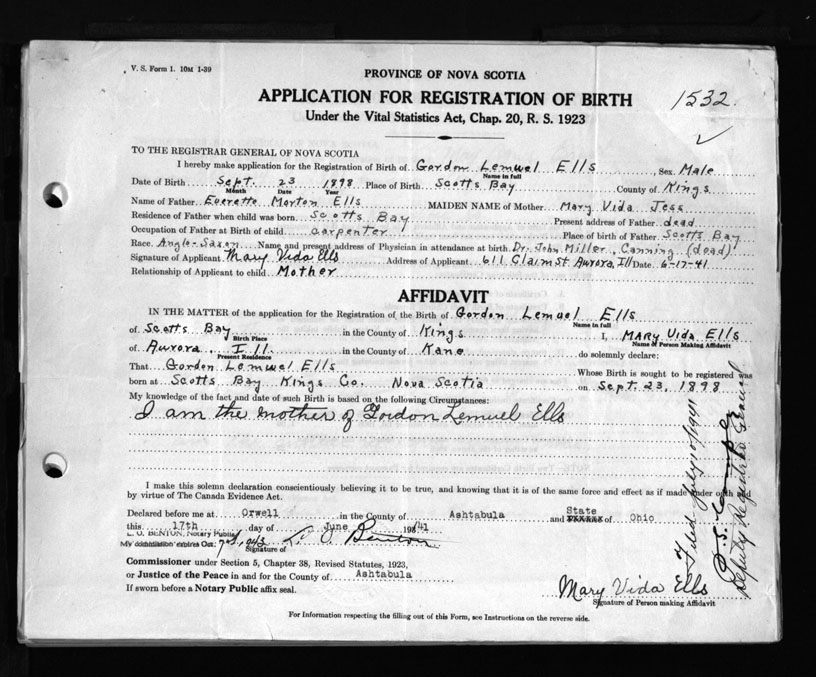 V. S. Form 1. 10M 1-39
PROVINCE OF NOVA SCOTIA
APPLICATION FOR REGISTRATION OF BIRTH
1532.
Under the Vital Statistics Act, Chap. 20, R. S. 1923
TO THE REGISTRAR GENERAL OF NOVA SCOTIA
I hereby make application for the Registration of Birth of Gordon Lemuel Ells, Sex Male
Name in full
Date of Birth Sept. 23 1898 Place of Birth Scotts Bay County of Kings
Month Date Year
Name of Father Everette Morton Ells MAIDEN NAME of Mother Mary Vida Jess
Residence of Father when child was born Scotts Bay Present address of Father dead
Occupation of Father at Birth of child carpenter Place of birth of Father Scotts Bay
Race. Anglo-Saxon Name and present address of Physician in attendance at birth Dr. John Miller, Canning (dead)
Signature of Applicant Mary Vida Ells Address of Applicant 611 Claim St. Aurora, Ill Date 6-17-41
Relationship of Applicant to child Mother
AFFIDAVIT
IN THE MATTER of the application for the Registration of the Birth of Gordon Lemuel Ells
Name in full
of Scotts Bay in the County of Kings I, MARY Vida Ells
Birth Place Name of Person Making Affidavit
of Aurora, Ill. in the County of Kane do solemnly declare:
Present Residence
That Gordon Lemuel Ells Whose Birth is sought to be registered was
born at Scotts Bay Kings Co. Nova Scotia on Sept. 23, 1898
My knowledge of the fact and date of such Birth is based on the following Circumstances:
I am the mother of Gordon Lemuel Ells
I make this solemn declaration conscientiously believing it to be true, and knowing that it is of the same force and effect as if made under oath and
by virtue of The Canada Evidence Act.
Declared before me at Orwell in the County of Ashtabula and State of Ohio
this 17th day of June 1941
L. O. BENTON, Notary Public
My commission expires Oct.
L. O. Benton
Signature of
Commissioner under Section 5, Chapter 38, Revised Statutes, 1923,
or Justice of the Peace in and for the County of Ashtabula
If sworn before a Notary Public affix seal.
Mary Vida Ells
Signature of Person making Affidavit
For Information respecting the filling out of this Form, see Instructions on the reverse side.
Filed July 10/1941
Deputy Registrar General